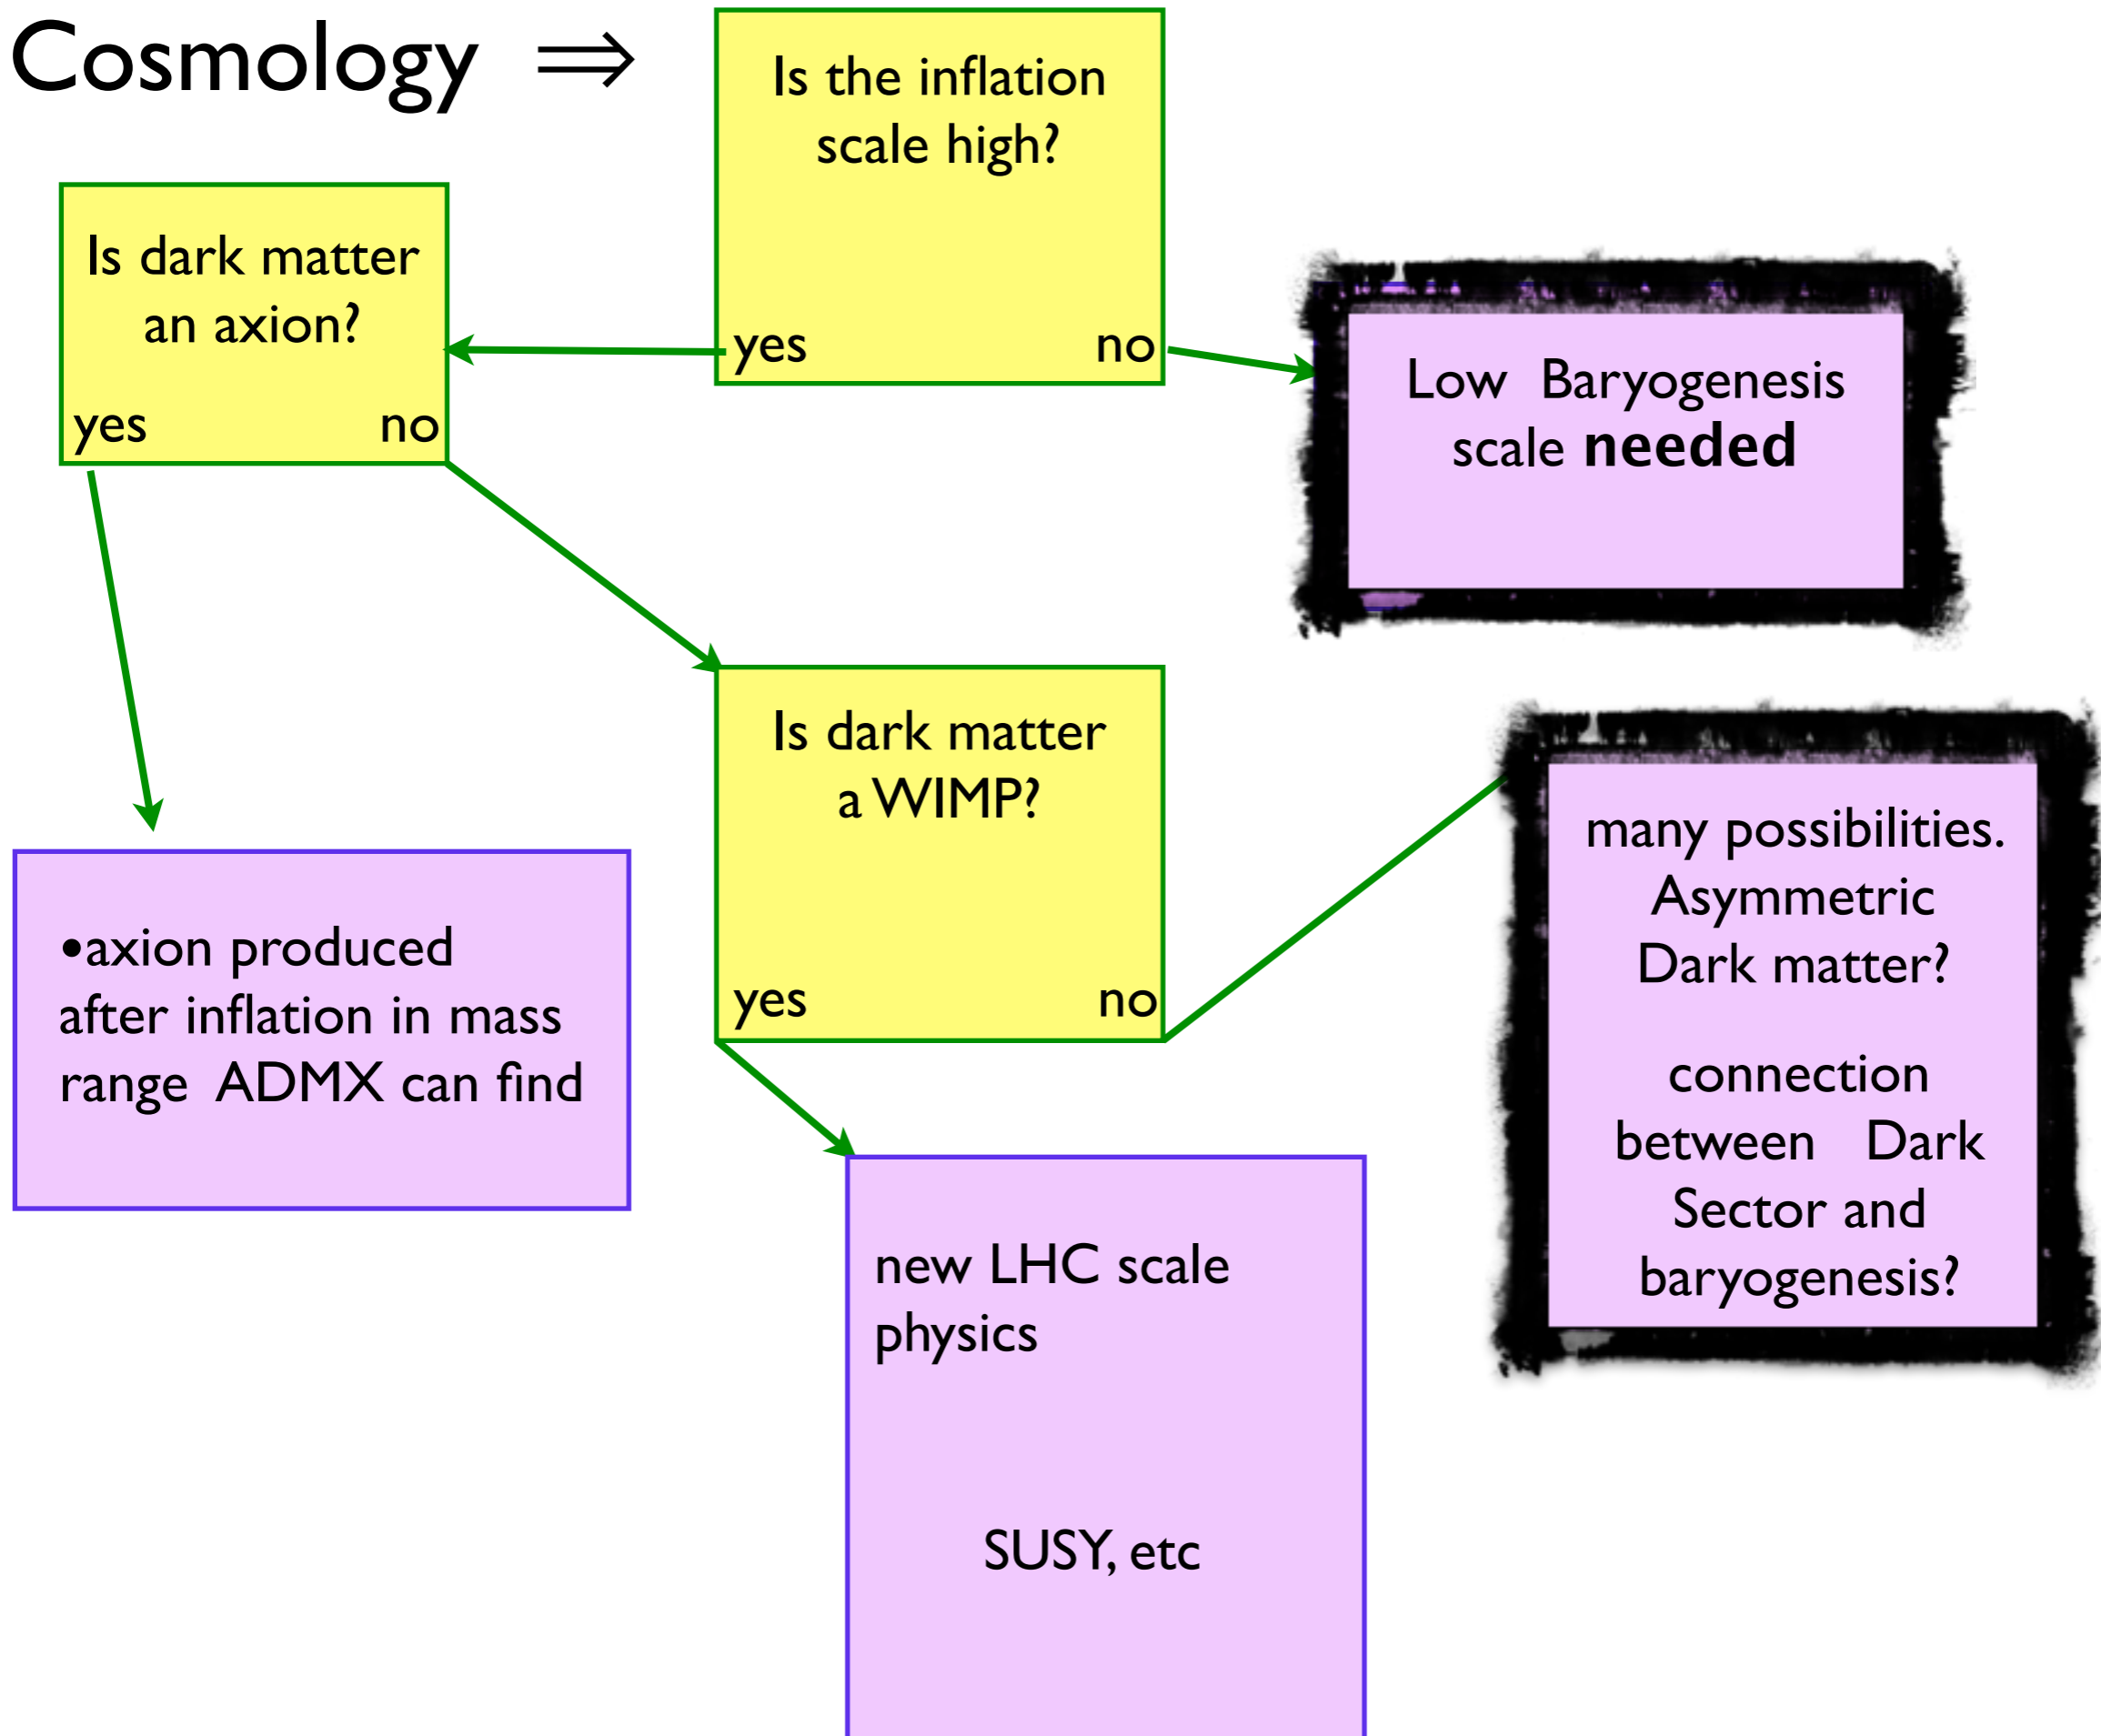 Cosmology ⇒
Is the inflation
scale high?
yes no
Is dark matter
an axion?
yes no
Low Baryogenesis
scale needed
Is dark matter
a WIMP?
yes no
many possibilities.
Asymmetric
Dark matter?
connection
between Dark
Sector and
baryogenesis?
•axion produced
after inflation in mass
range ADMX can find
new LHC scale
physics
SUSY, etc